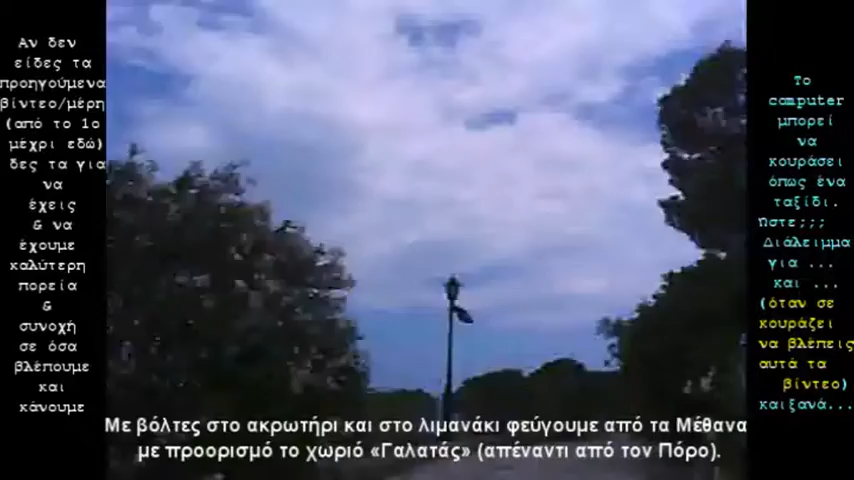 Αν δεν
είδες τα
προηγούμενα
βίντεο/μέρη
(από το 1ο
μέχρι εδώ)
δες τα για
να
έχεις
& να
έχουμε
καλύτερη
πορεία
&
συνοχή
σε όσα
βλέπουμε
και
κάνουμε
Το
computer
μπορεί
να
κουράσει
όπως ένα
ταξίδι.
Ώστε;;;
Διάλειμμα
για ...
και ...
(όταν σε
κουράζει
να βλέπεις
αυτά τα
βίντεο)
και ξανά...
Με βόλτες στο ακρωτήρι και στο λιμανάκι φεύγουμε από τα Μέθανα
με προορισμό το χωριό «Γαλατάς» (απέναντι από τον Πόρο).